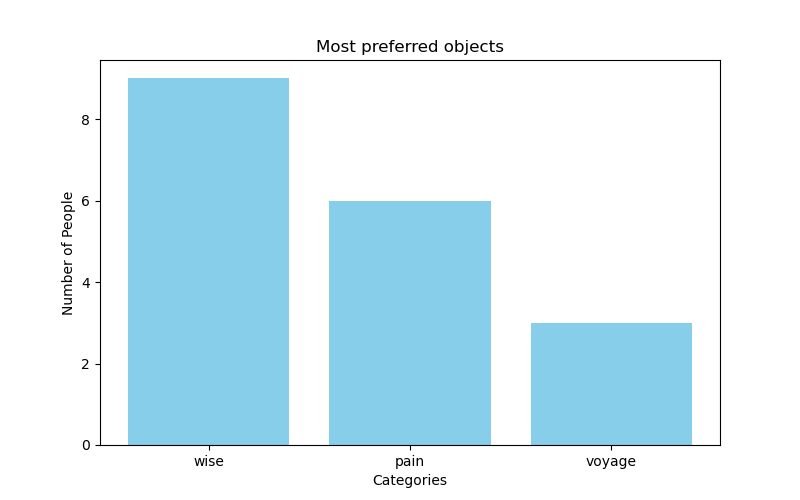 Most preferred objects
Number of People
8
6
4
2
0
wise pain voyage
Categories